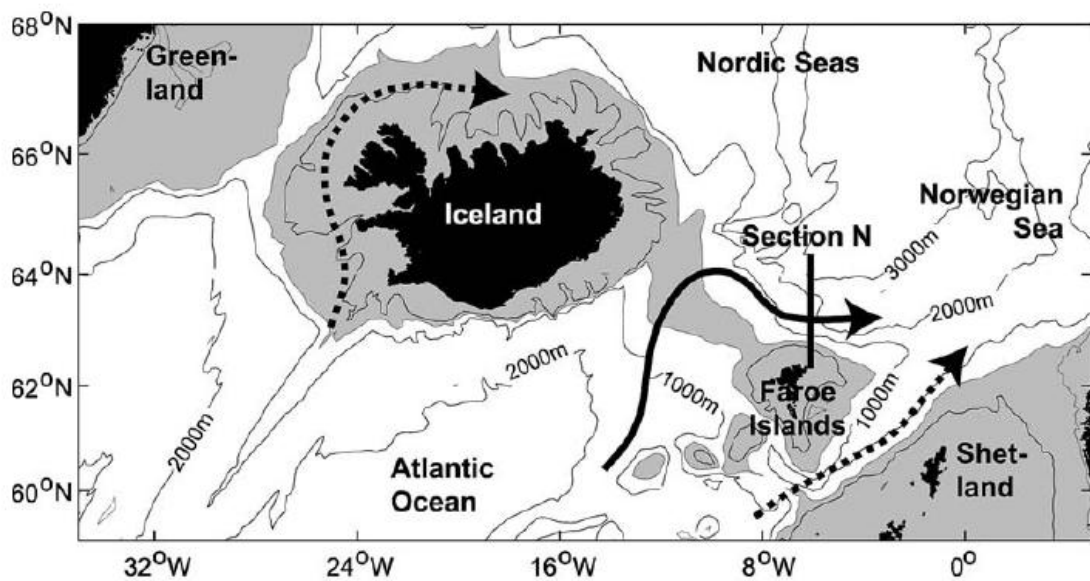 68°N
66°N
64°N
62°N
60°N
Green-
land
Nordic Seas
Iceland
Norwegian
Sea
Section N
3000m
2000m
2000m
1000m
2000m
1000m
Faroe
Islands
Atlantic
Ocean
Shet-
land
32°W
24°W
16°W
8°W
0°